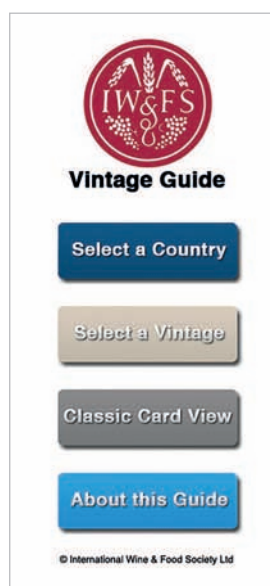 IW&FS
Vintage Guide
Select a Country
Select a Vintage
Classic Card View
About this Guide
© International Wine & Food Society Ltd